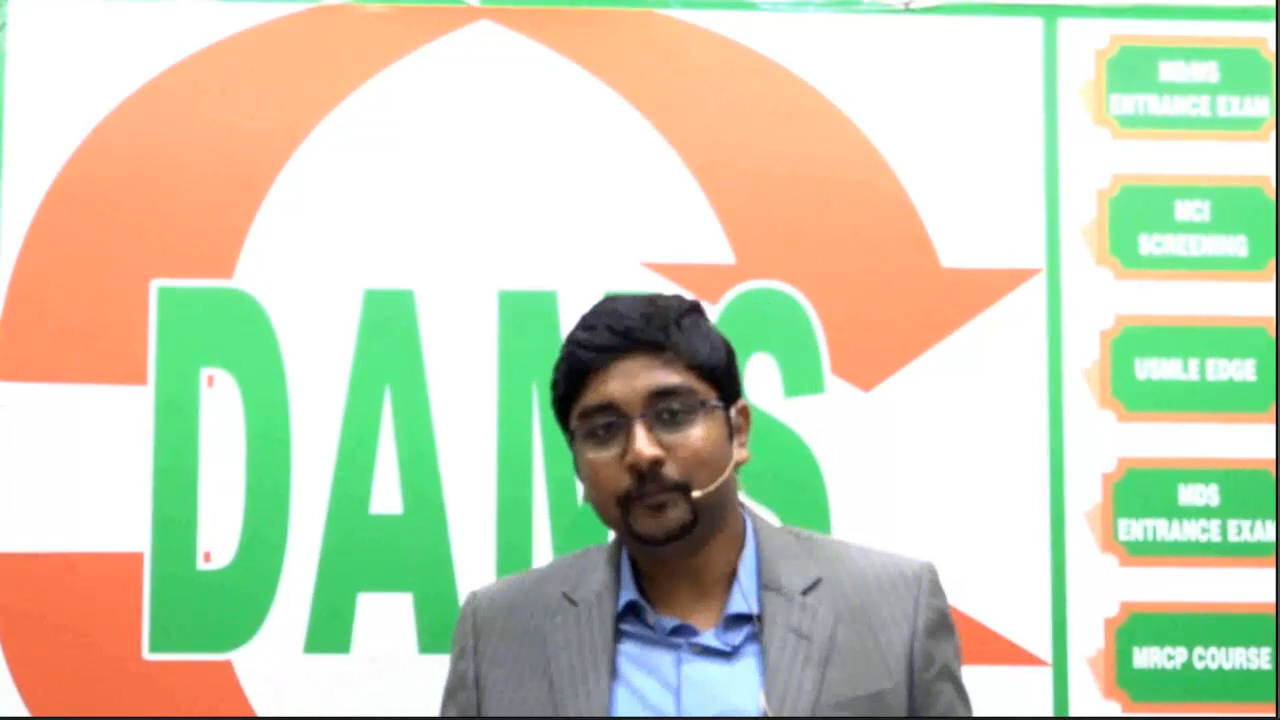 DAMS
MD/MS
ENTRANCE EXAM
MCI
SCREENING
USMLE EDGE
MDS
ENTRANCE EXAM
MRCP COURSE